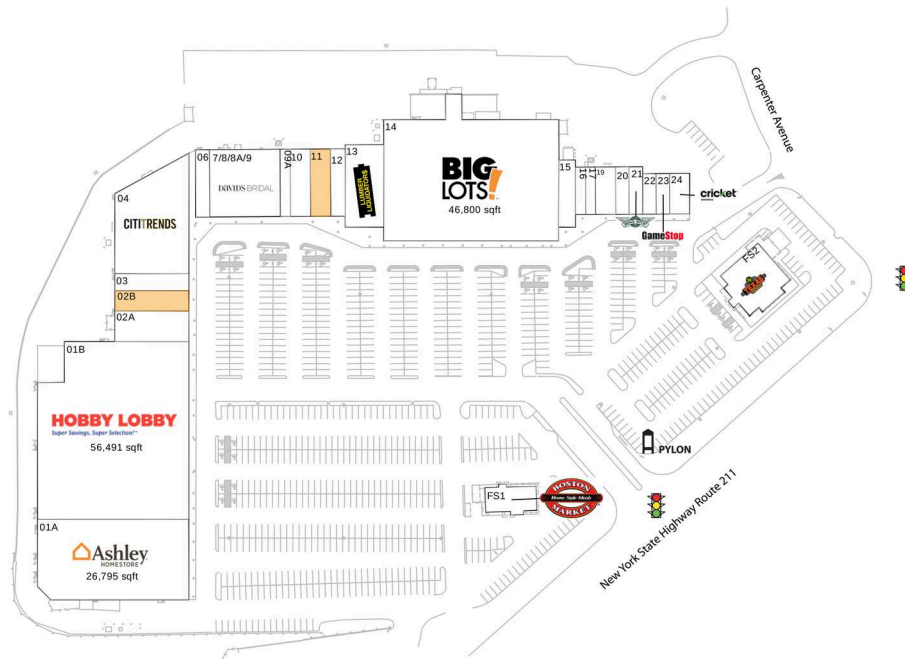 Carpenter Avenue
14
BIG
LOTS!
46,800 sqft
06
7/8/8A/9
DAVID'S BRIDAL
09A
10
11
12
13
LUMBER
LIQUIDATORS
15
16
17
19
20
21
22
23
24
cricket
wireless
GameStop
04
CITITRENDS
03
02B
02A
FS2
01B
HOBBY LOBBY
Super Savings, Super Selection!
56,491 sqft
PYLON
FS1
BOSTON
Home Style Meals
MARKET
New York State Highway Route 211
01A
Ashley
HOMESTORE
26,795 sqft